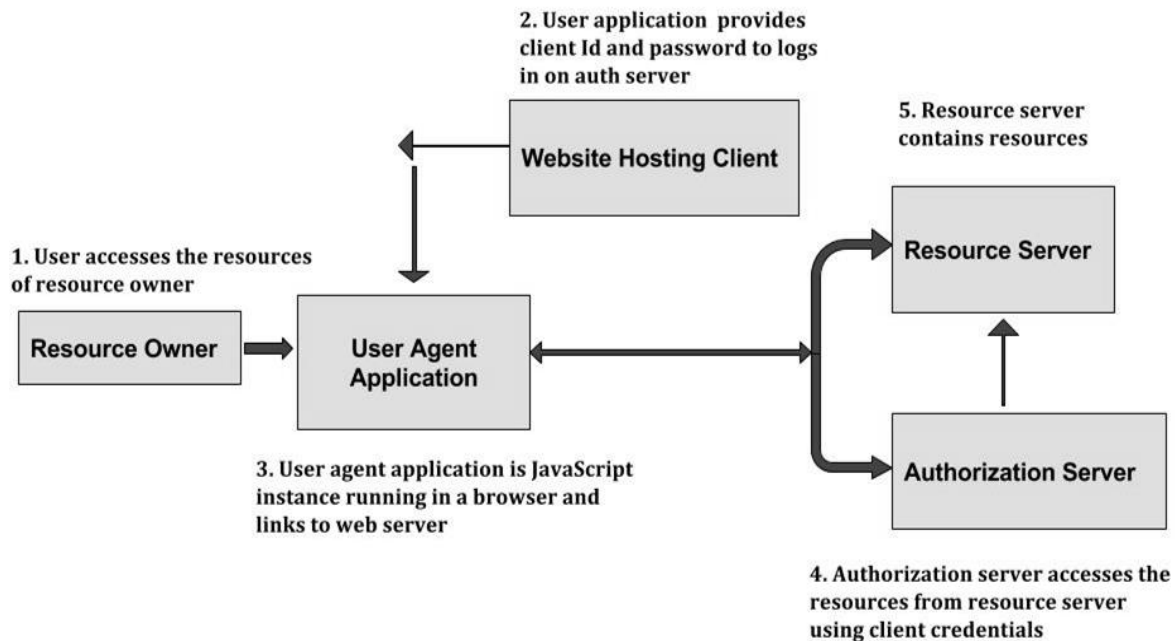 2. User application provides
client Id and password to logs
in on auth server
Website Hosting Client
5. Resource server
contains resources
Resource Server
1. User accesses the resources
of resource owner
Resource Owner
User Agent
Application
3. User agent application is JavaScript
instance running in a browser and
links to web server
Authorization Server
4. Authorization server accesses the
resources from resource server
using client credentials